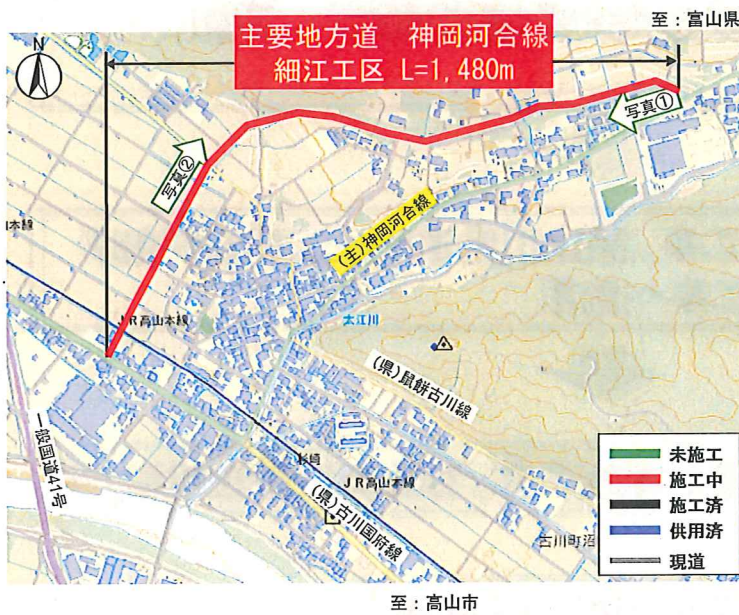 至：富山県
主要地方道 神岡河合線
細江工区 L=1,480m
N
写真①
写真②
(主)神岡河合線
本線
JR高山本線
太江川
(県)鼠餅古川線
一般国道41号
杉崎
JR高山本線
(県)古川国府線
古川町沼
未施工
施工中
施工済
供用済
現道
至：高山市